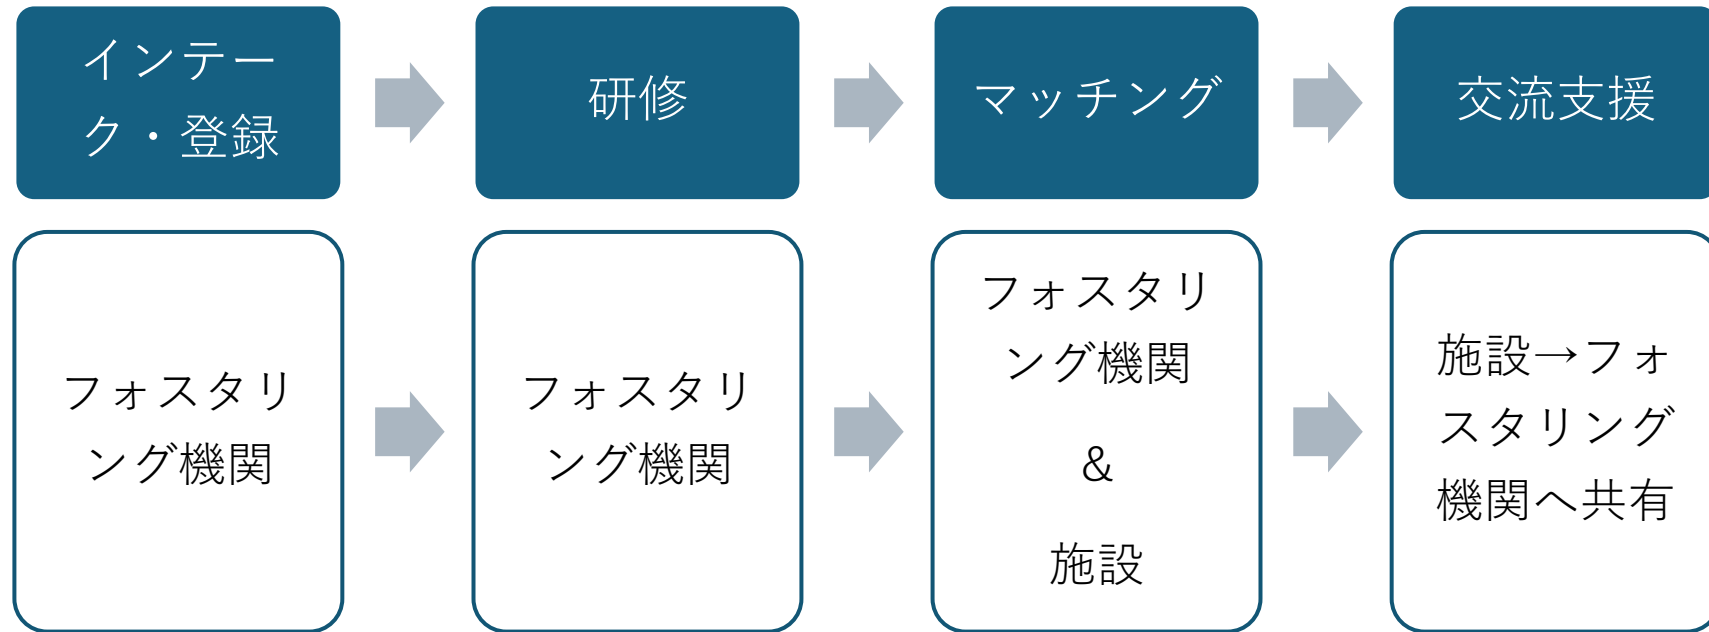 インテー
ク・登録
研修
マッチング
交流支援
フォスタリ
ング機関
フォスタリ
ング機関
フォスタリ
ング機関
&
施設
施設→フォ
スタリング
機関へ共有